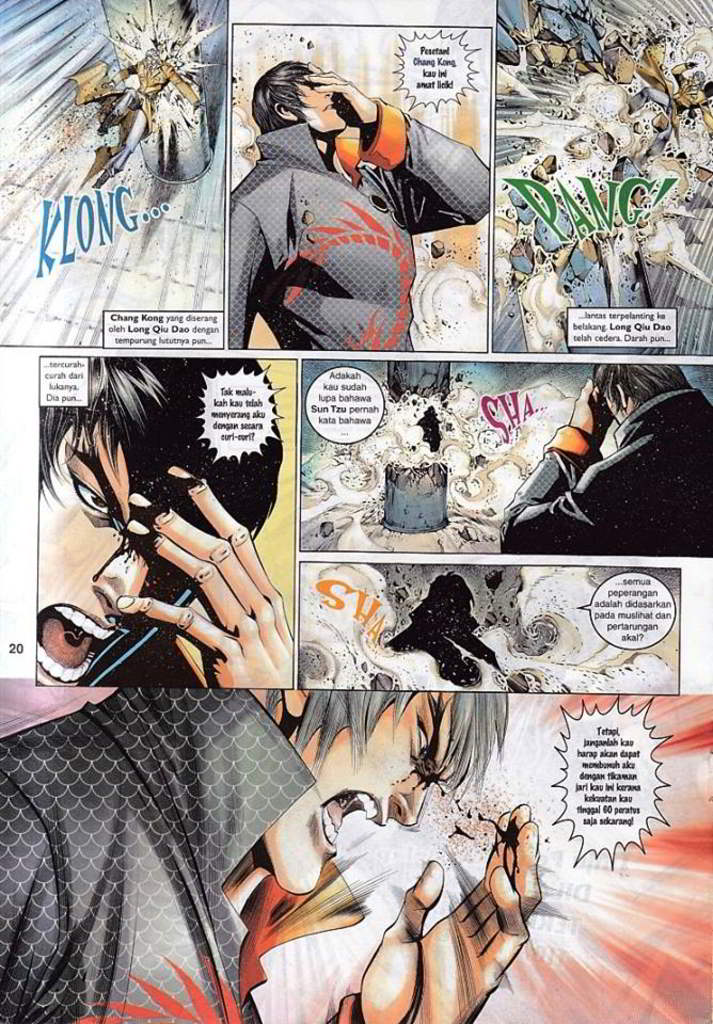 KLONG...
Chang Kong yang diserang
oleh Long Qiu Dao dengan
tempurung lututnya pun...
Pesetan!
Chang Kong,
kau ini
amat licik!
PANG!
...lantas terpelanting ke
belakang. Long Qiu Dao
telah cedera. Darah pun...
...tercurah-
curah dari
lukanya.
Dia pun...
Tak malu-
kah kau telah
menyerang aku
dengan secara
curi-curi?
Adakah
kau sudah
lupa bahawa
Sun Tzu pernah
kata bahawa
...
SHA...
SHA...
...semua
peperangan
adalah didasarkan
pada muslihat dan
pertarungan
akal?
20
Tetapi,
janganlah kau
harap akan dapat
membunuh aku
dengan tikaman
jari kau ini kerana
kekuatan kau
tinggal 60 peratus
saja sekarang!